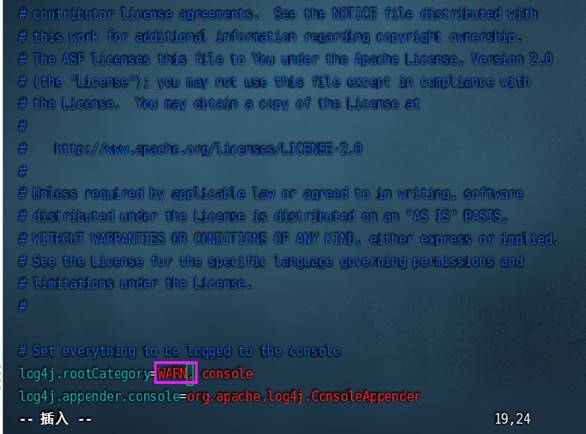 # contributor license agreements.  See the NOTICE file distributed with
# this work for additional information regarding copyright ownership.
# The ASF licenses this file to You under the Apache License, Version 2.0
# (the "License"); you may not use this file except in compliance with
# the License.  You may obtain a copy of the License at
#
#    http://www.apache.org/licenses/LICENSE-2.0
#
# Unless required by applicable law or agreed to in writing, software
# distributed under the License is distributed on an "AS IS" BASIS,
# WITHOUT WARRANTIES OR CONDITIONS OF ANY KIND, either express or implied.
# See the License for the specific language governing permissions and
# limitations under the License.
#
# Set everything to be logged to the console
log4j.rootCategory=WARN, console
log4j.appender.console=org.apache.log4j.ConsoleAppender
-- 插入 -- 19,24